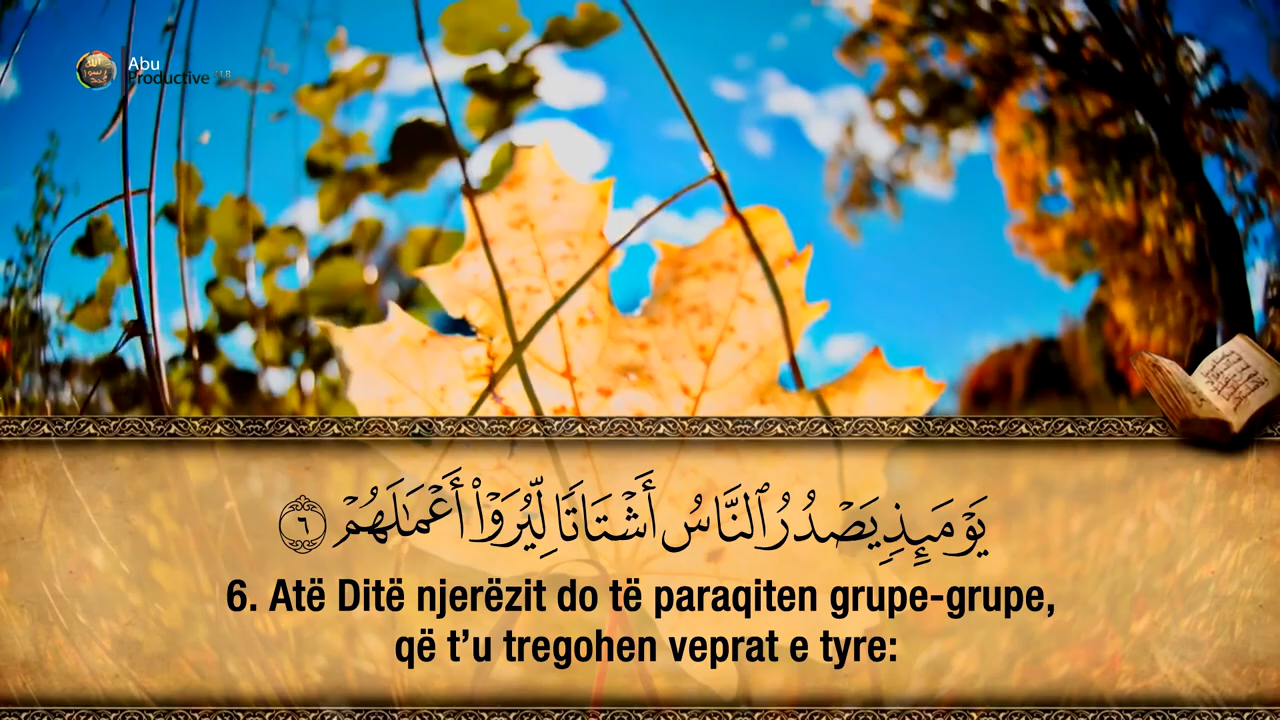 Abu
Productive
يَوْمَئِذٍ يَصْدُرُ ٱلنَّاسُ أَشْتَاتًا لِّيُرَوْا۟ أَعْمَـٰلَهُمْ ٦
6. Atë Ditë njerëzit do të paraqiten grupe-grupe,
që t’u tregohen veprat e tyre: